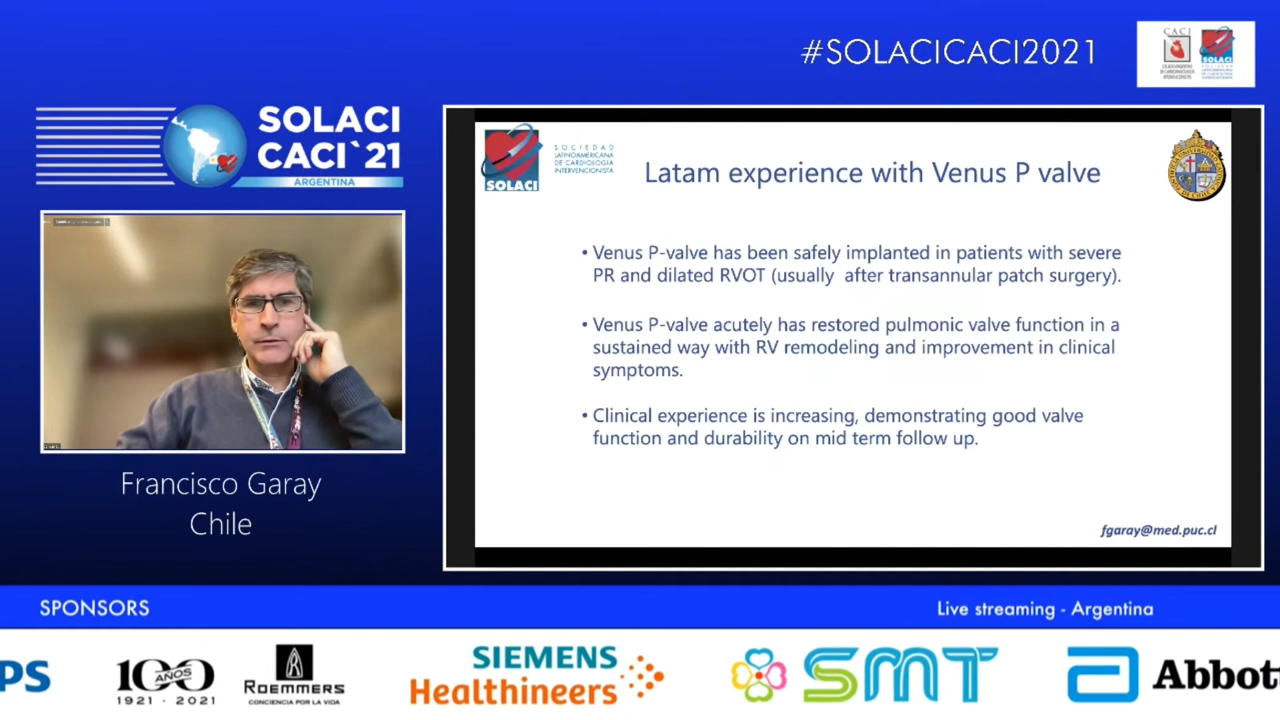 #SOLACICACI2021
CACI
SOLACI
SOLACI
CACI`21
ARGENTINA
SOLACI
SOCIEDAD
LATINOAMERICANA
DE CARDIOLOGIA
INTERVENCIONISTA
Latam experience with Venus P valve
• Venus P-valve has been safely implanted in patients with severe
PR and dilated RVOT (usually after transannular patch surgery).
• Venus P-valve acutely has restored pulmonic valve function in a
sustained way with RV remodeling and improvement in clinical
symptoms.
• Clinical experience is increasing, demonstrating good valve
function and durability on mid term follow up.
fgaray@med.puc.cl
Francisco Garay
Chile
SPONSORS
Live streaming - Argentina
PS
100
AÑOS
1921 - 2021
ROEMMERS
CONCIENCIA POR LA VIDA
SIEMENS
Healthineers
SMT
Abbott